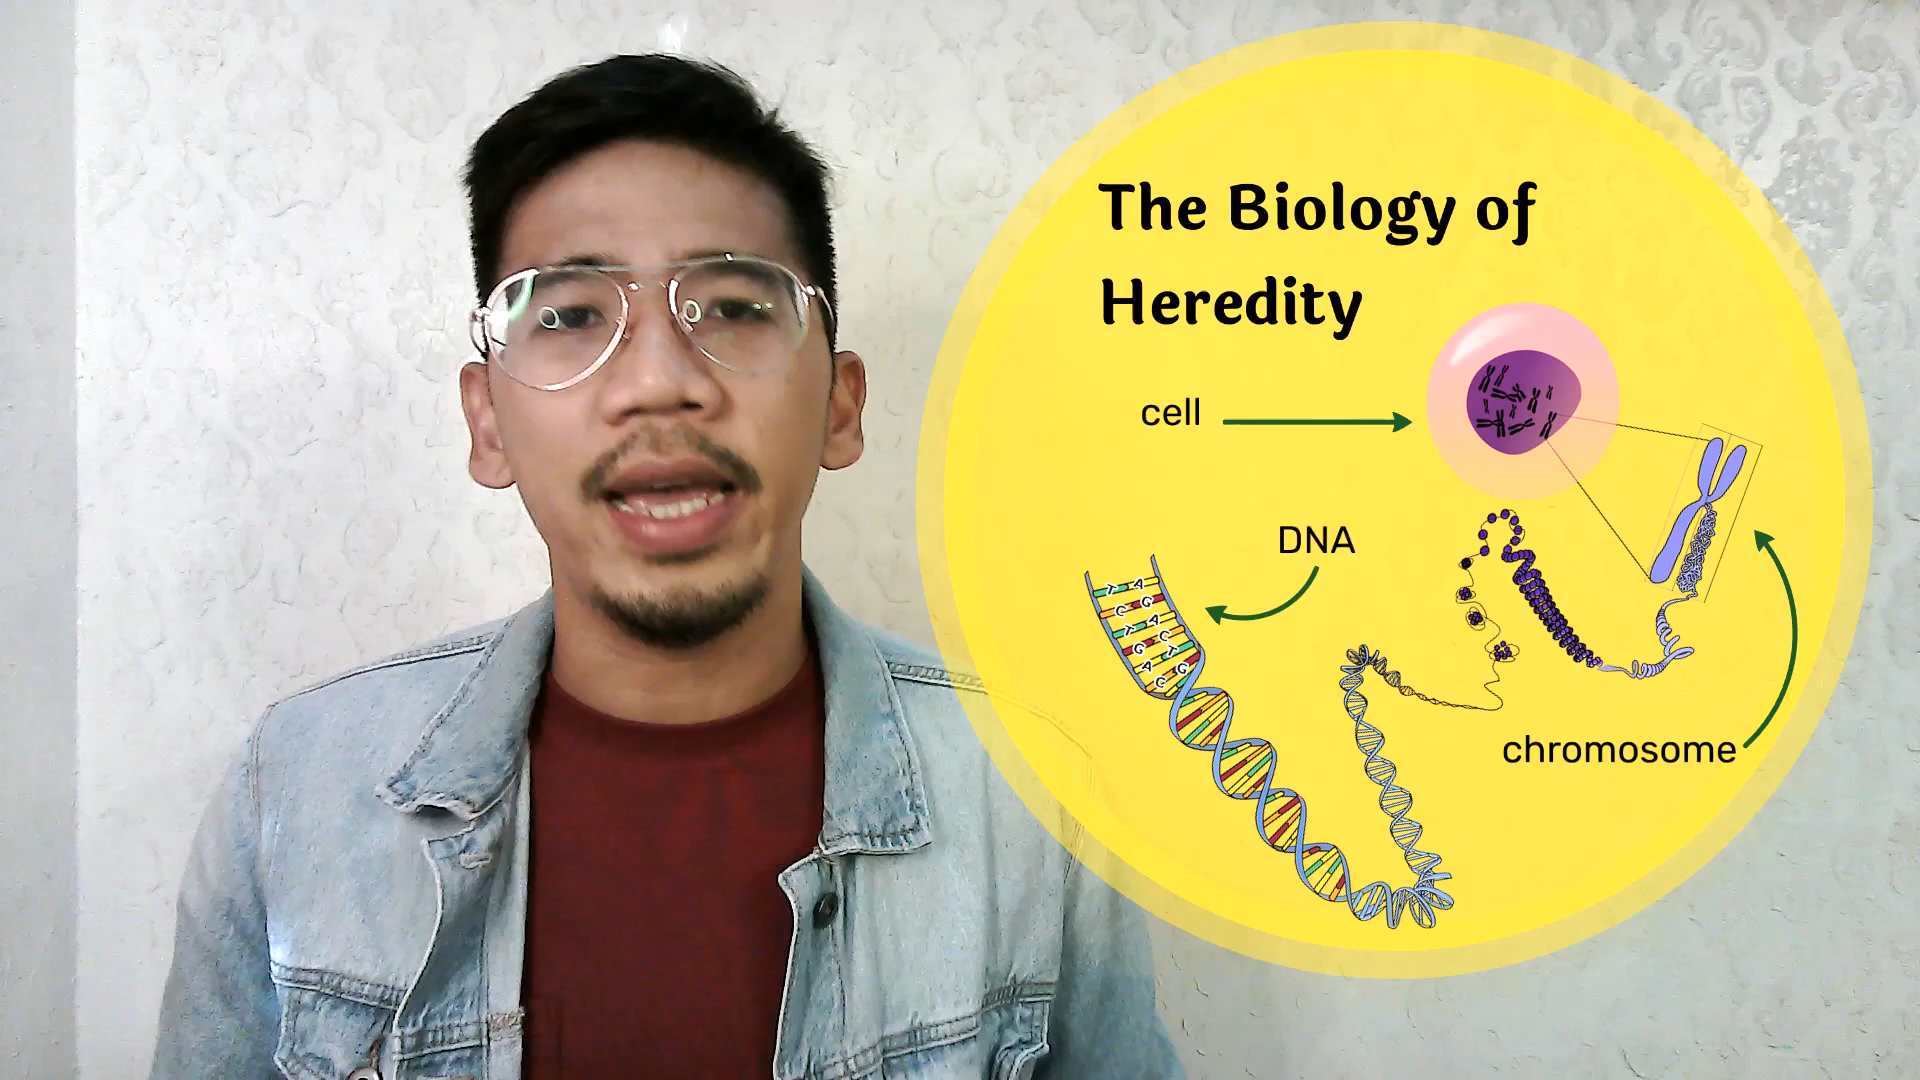 The Biology of
Heredity
cell
DNA
T A
C G
T A
G C
A T
C G
chromosome